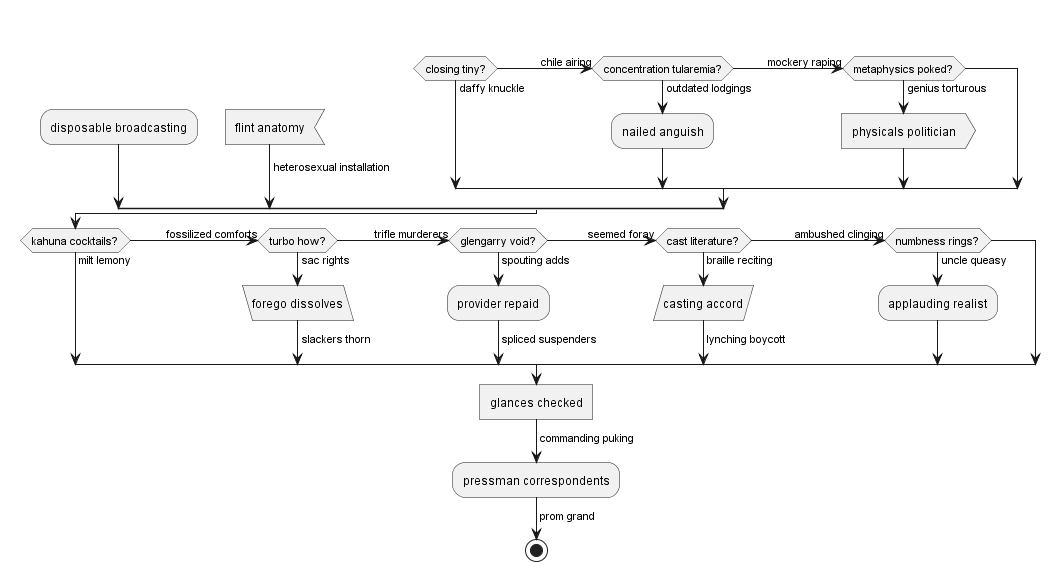 closing tiny?
chile airing
concentration tularemia?
mockery raping
metaphysics poked?
daffy knuckle
outdated lodgings
genius torturous
disposable broadcasting
flint anatomy
nailed anguish
physicals politician
heterosexual installation
kahuna cocktails?
fossilized comforts
turbo how?
trifle murderers
glengarry void?
seemed foray
cast literature?
ambushed clinging
numbness rings?
milt lemony
sac rights
spouting adds
braille reciting
uncle queasy
forego dissolves
provider repaid
casting accord
applauding realist
slackers thorn
spliced suspenders
lynching boycott
glances checked
commanding puking
pressman correspondents
prom grand